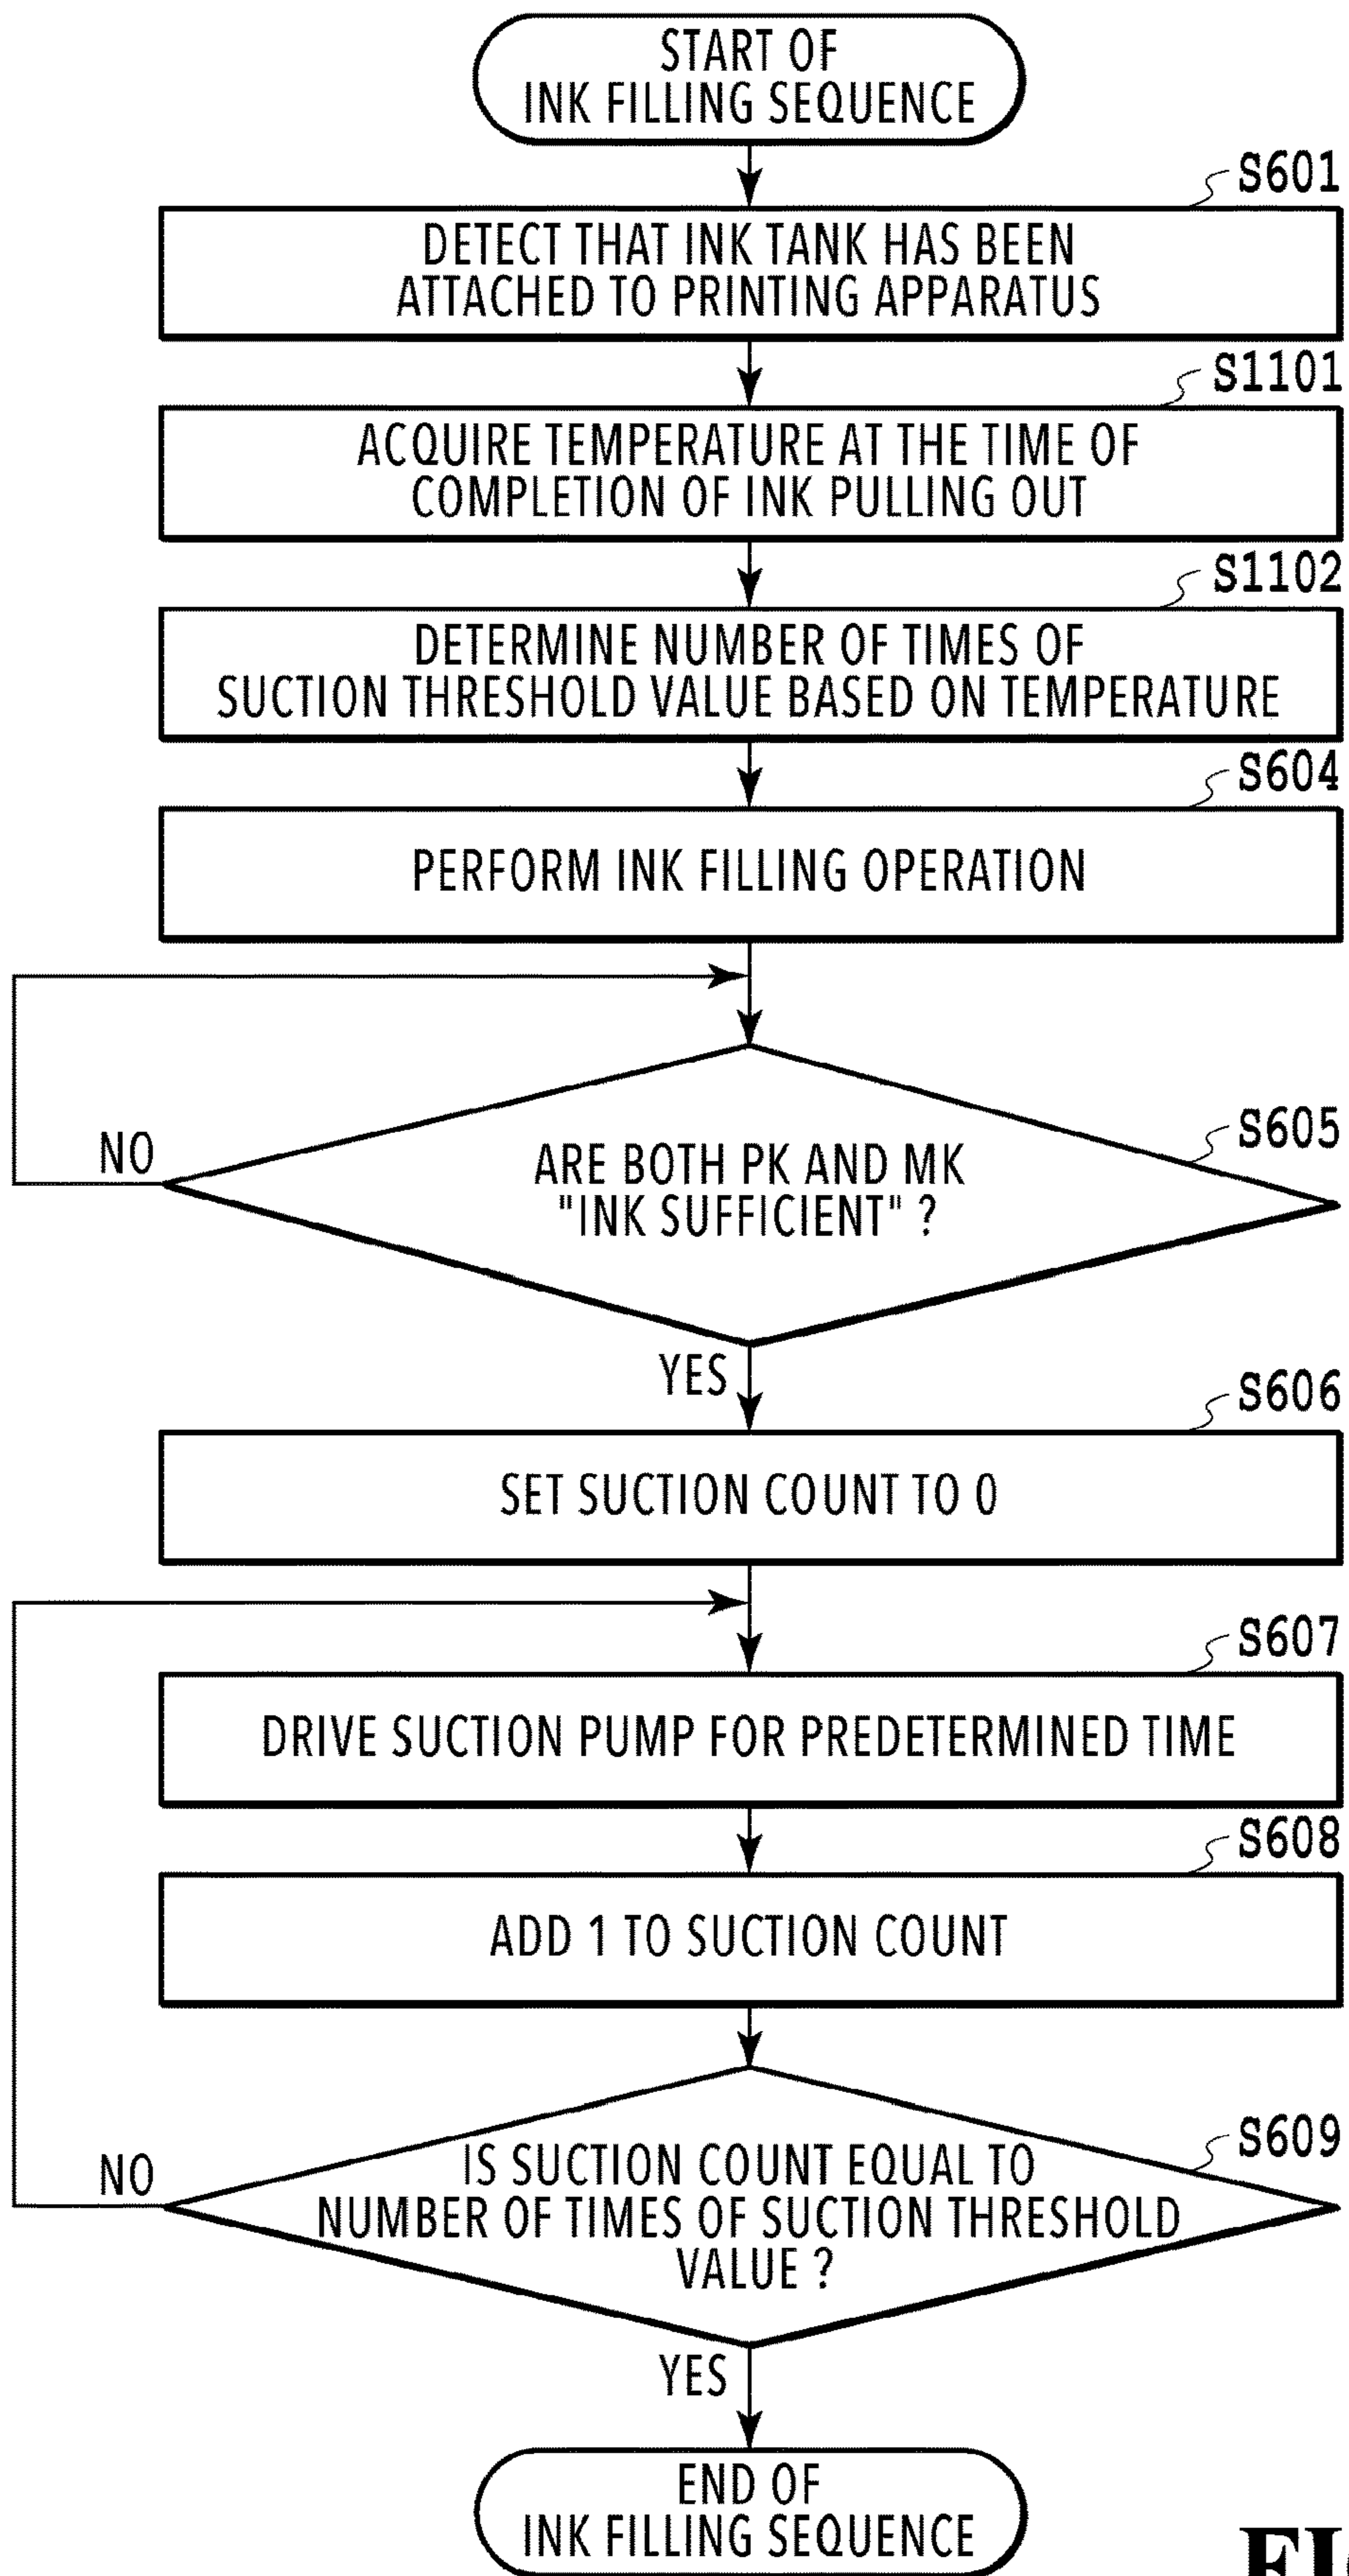 START OF
INK FILLING SEQUENCE
S601
DETECT THAT INK TANK HAS BEEN
ATTACHED TO PRINTING APPARATUS
S1101
ACQUIRE TEMPERATURE AT THE TIME OF
COMPLETION OF INK PULLING OUT
S1102
DETERMINE NUMBER OF TIMES OF
SUCTION THRESHOLD VALUE BASED ON TEMPERATURE
S604
PERFORM INK FILLING OPERATION
S605
NO
ARE BOTH PK AND MK
"INK SUFFICIENT" ?
YES
S606
SET SUCTION COUNT TO 0
S607
DRIVE SUCTION PUMP FOR PREDETERMINED TIME
S608
ADD 1 TO SUCTION COUNT
S609
NO
IS SUCTION COUNT EQUAL TO
NUMBER OF TIMES OF SUCTION THRESHOLD
VALUE ?
YES
END OF
INK FILLING SEQUENCE